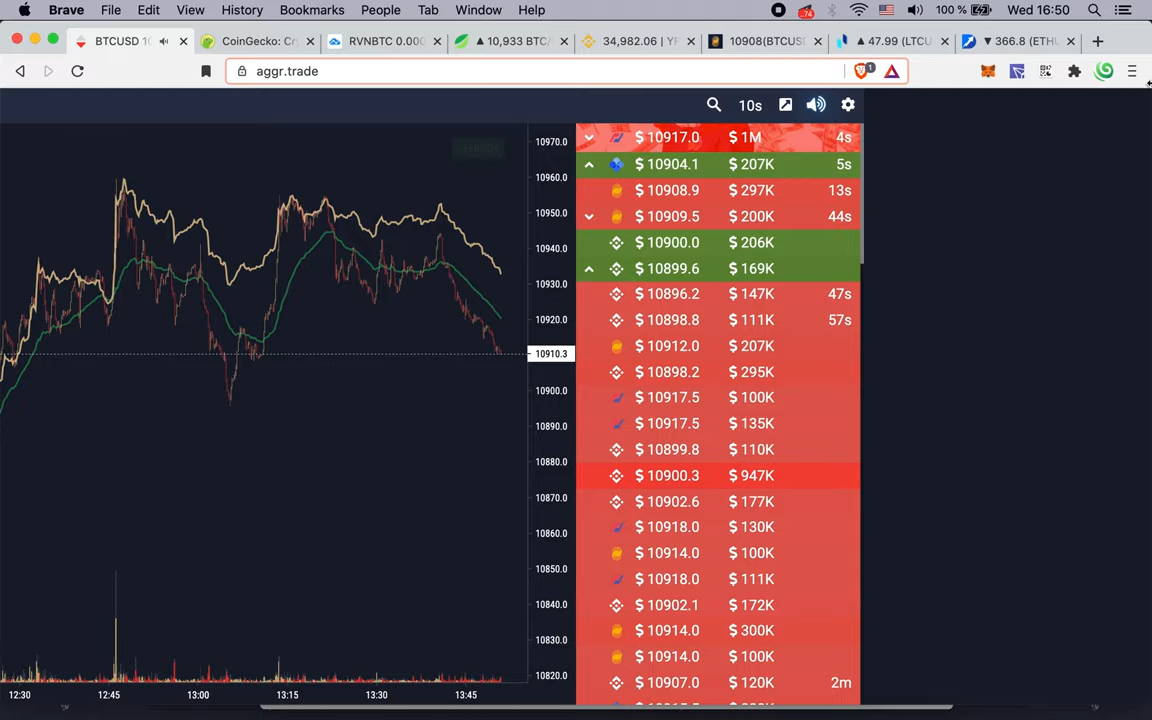 Brave File Edit View History Bookmarks People Tab Window Help 74 100 % Wed 16:50
BTCUSD 10 CoinGecko: Cry RVNBTC 0.000 ▲ 10,933 BTC/ 34,982.06 | YF 10908(BTCUS ▲ 47.99 (LTCU ▼ 366.8 (ETH
aggr.trade 1
10s
10970.0
10960.0
10950.0
10940.0
10930.0
10920.0
10910.3
10900.0
10890.0
10880.0
10870.0
10860.0
10850.0
10840.0
10830.0
10820.0
12:30 12:45 13:00 13:15 13:30 13:45
$ 10917.0 $ 1M 4s
$ 10904.1 $ 207K 5s
$ 10908.9 $ 297K 13s
$ 10909.5 $ 200K 44s
$ 10900.0 $ 206K
$ 10899.6 $ 169K
$ 10896.2 $ 147K 47s
$ 10898.8 $ 111K 57s
$ 10912.0 $ 207K
$ 10898.2 $ 295K
$ 10917.5 $ 100K
$ 10917.5 $ 135K
$ 10899.8 $ 110K
$ 10900.3 $ 947K
$ 10902.6 $ 177K
$ 10918.0 $ 130K
$ 10914.0 $ 100K
$ 10918.0 $ 111K
$ 10902.1 $ 172K
$ 10914.0 $ 300K
$ 10914.0 $ 100K
$ 10907.0 $ 120K 2m